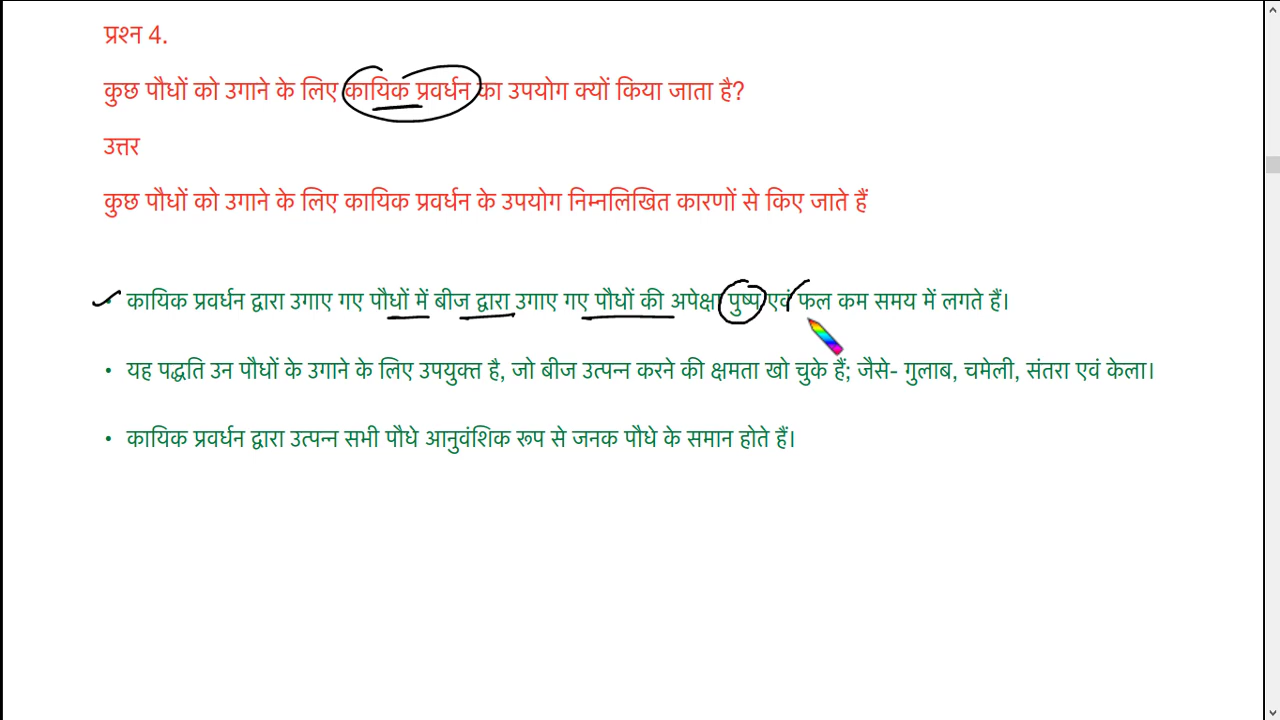 प्रश्न 4.
कुछ पौधों को उगाने के लिए कायिक प्रवर्धन का उपयोग क्यों किया जाता है?
उत्तर
कुछ पौधों को उगाने के लिए कायिक प्रवर्धन के उपयोग निम्नलिखित कारणों से किए जाते हैं
• कायिक प्रवर्धन द्वारा उगाए गए पौधों में बीज द्वारा उगाए गए पौधों की अपेक्षा पुष्प एवं फल कम समय में लगते हैं।
• यह पद्धति उन पौधों के उगाने के लिए उपयुक्त है, जो बीज उत्पन्न करने की क्षमता खो चुके हैं; जैसे- गुलाब, चमेली, संतरा एवं केला।
• कायिक प्रवर्धन द्वारा उत्पन्न सभी पौधे आनुवंशिक रूप से जनक पौधे के समान होते हैं।